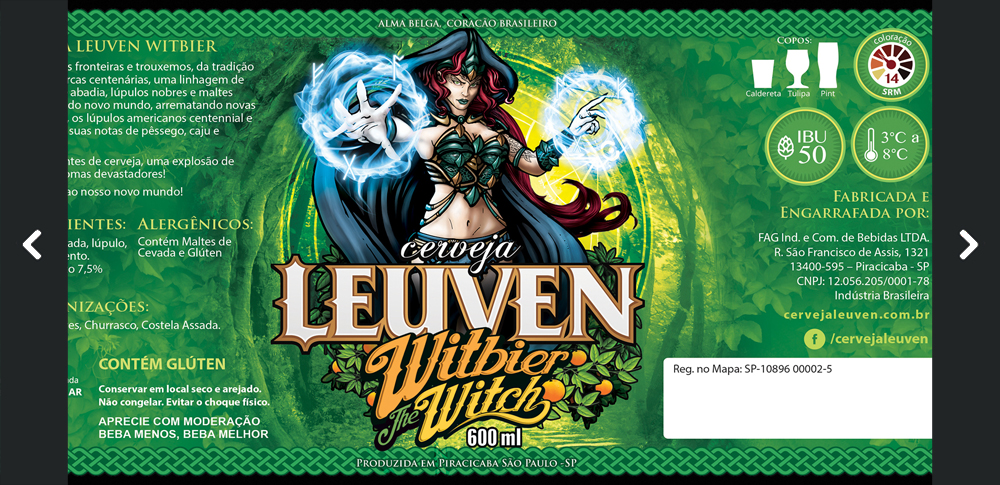 ALMA BELGA, CORACÃO BRASILEIRO
A LEUVEN WITBIER
s fronteiras e trouxemos, da tradição
rcas centenárias, uma linhagem de
abadia, lúpulos nobres e maltes
do novo mundo, arrematando novas
os lúpulos americanos centennial e
suas notas de pêssego, caju e
ntes de cerveja, uma explosão de
omas devastadores!
ao nosso novo mundo!
IENTES:
ada, lúpulo,
ento.
o 7,5%
ALERGÊNICOS:
Contém Maltes de
Cevada e Glúten
NIZAÇÕES:
es, Churrasco, Costela Assada.
CONTÉM GLÚTEN
da
AR
Conservar em local seco e arejado.
Não congelar. Evitar o choque físico.
APRECIE COM MODERAÇÃO
BEBA MENOS, BEBA MELHOR
cerveja
LEUVEN
Witbier
The Witch
600 ml
PRODUZIDA EM PIRACICABA SÃO PAULO -SP
COPOS:
Caldereta Tulipa Pint
coloração
14
SRM
IBU
50
3°C a
8°C
FABRICADA E
ENGARRAFADA POR:
FAG Ind. e Com. de Bebidas LTDA.
R. São Francisco de Assis, 1321
13400-595 – Piracicaba - SP
CNPJ: 12.056.205/0001-78
Indústria Brasileira
cervejaleuven.com.br
f /cervejaleuven
Reg. no Mapa: SP-10896 00002-5